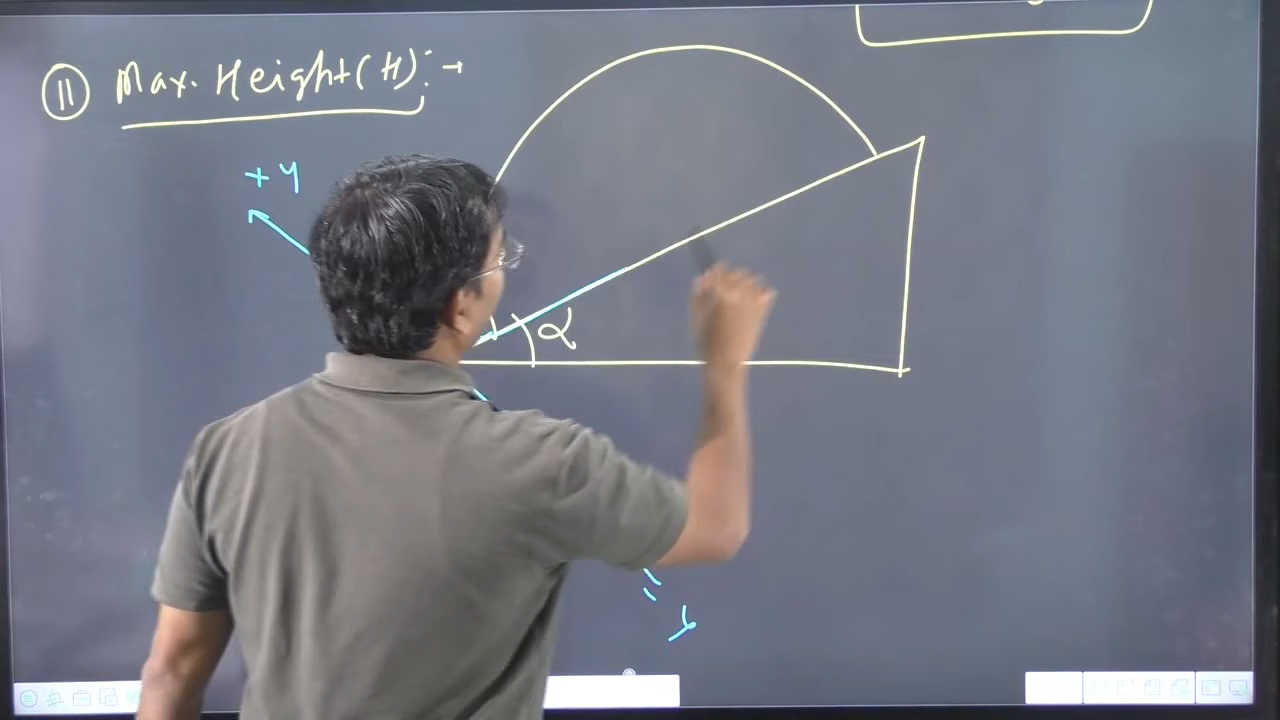 (11) Max. Height (H) : →
+y
α
= y